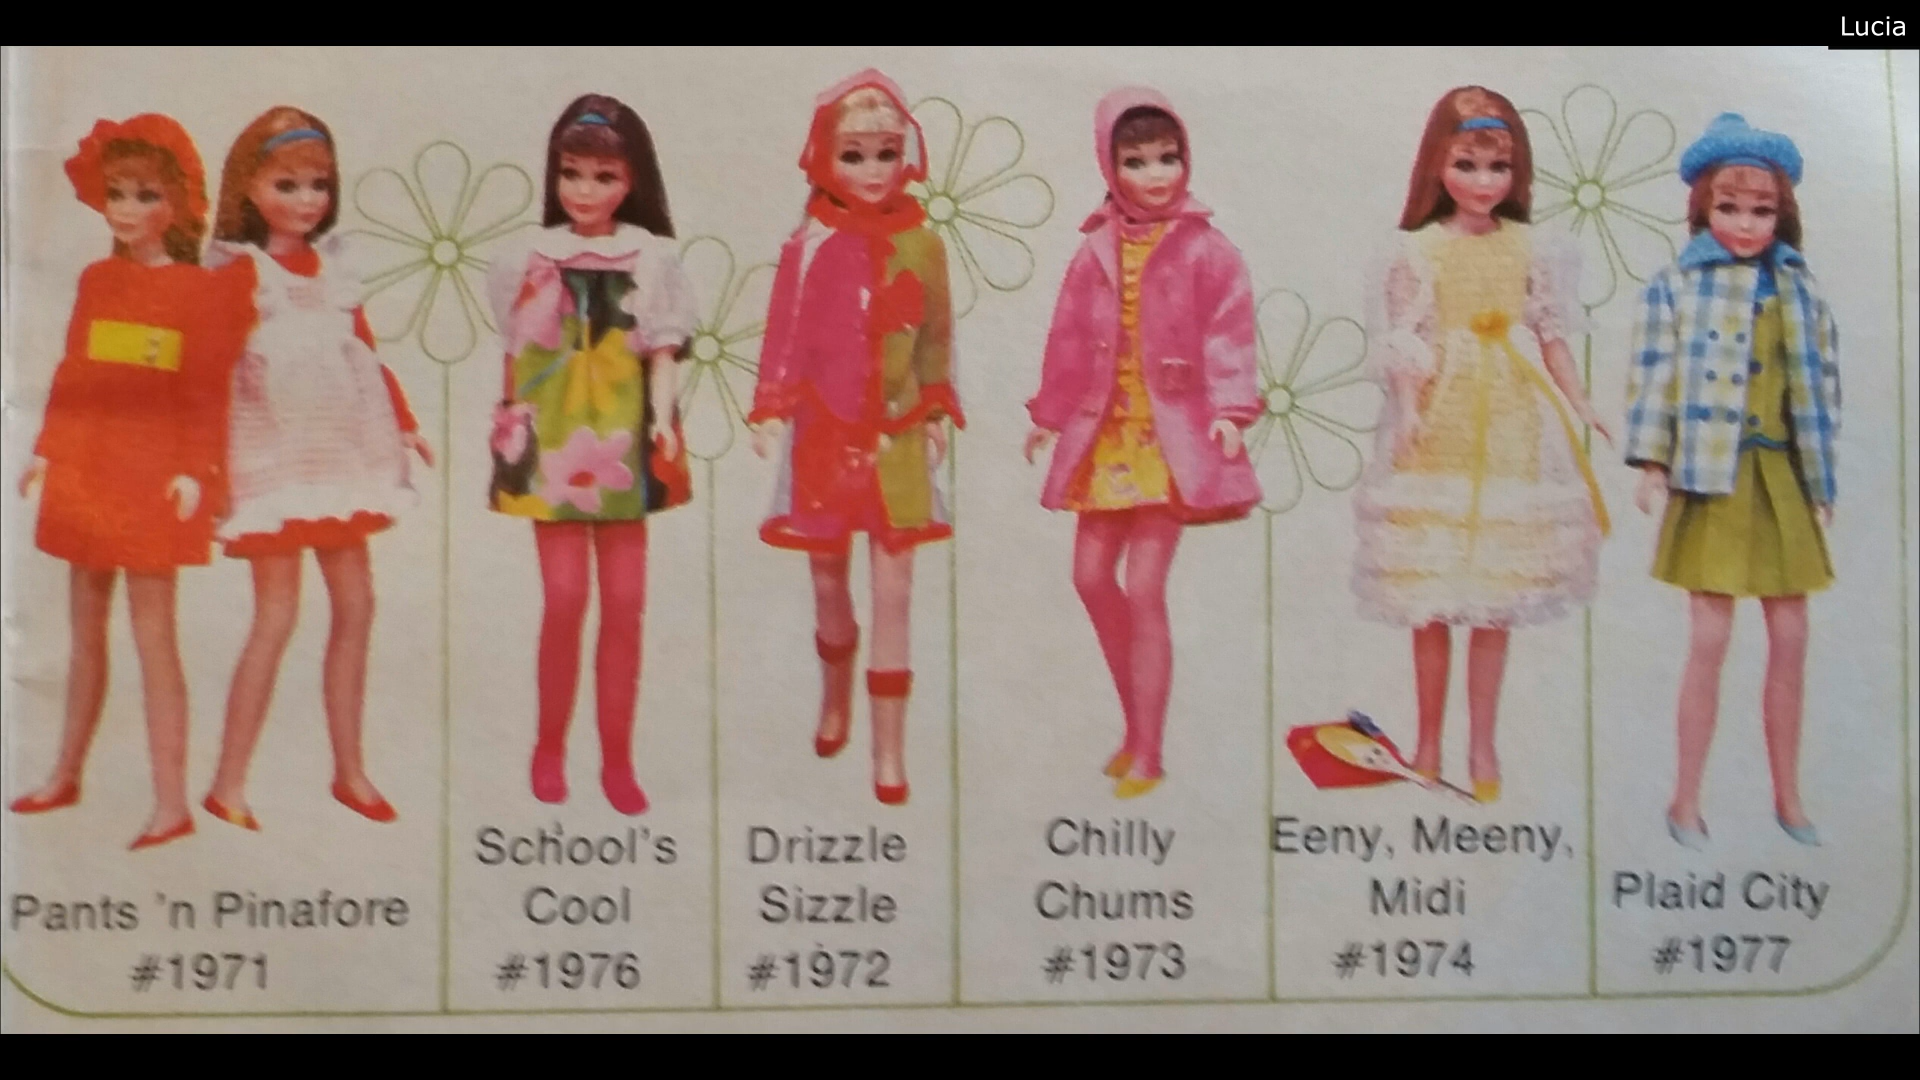 Lucia
Pants 'n Pinafore
#1971
School's
Cool
#1976
Drizzle
Sizzle
#1972
Chilly
Chums
#1973
Eeny, Meeny,
Midi
#1974
Plaid City
#1977